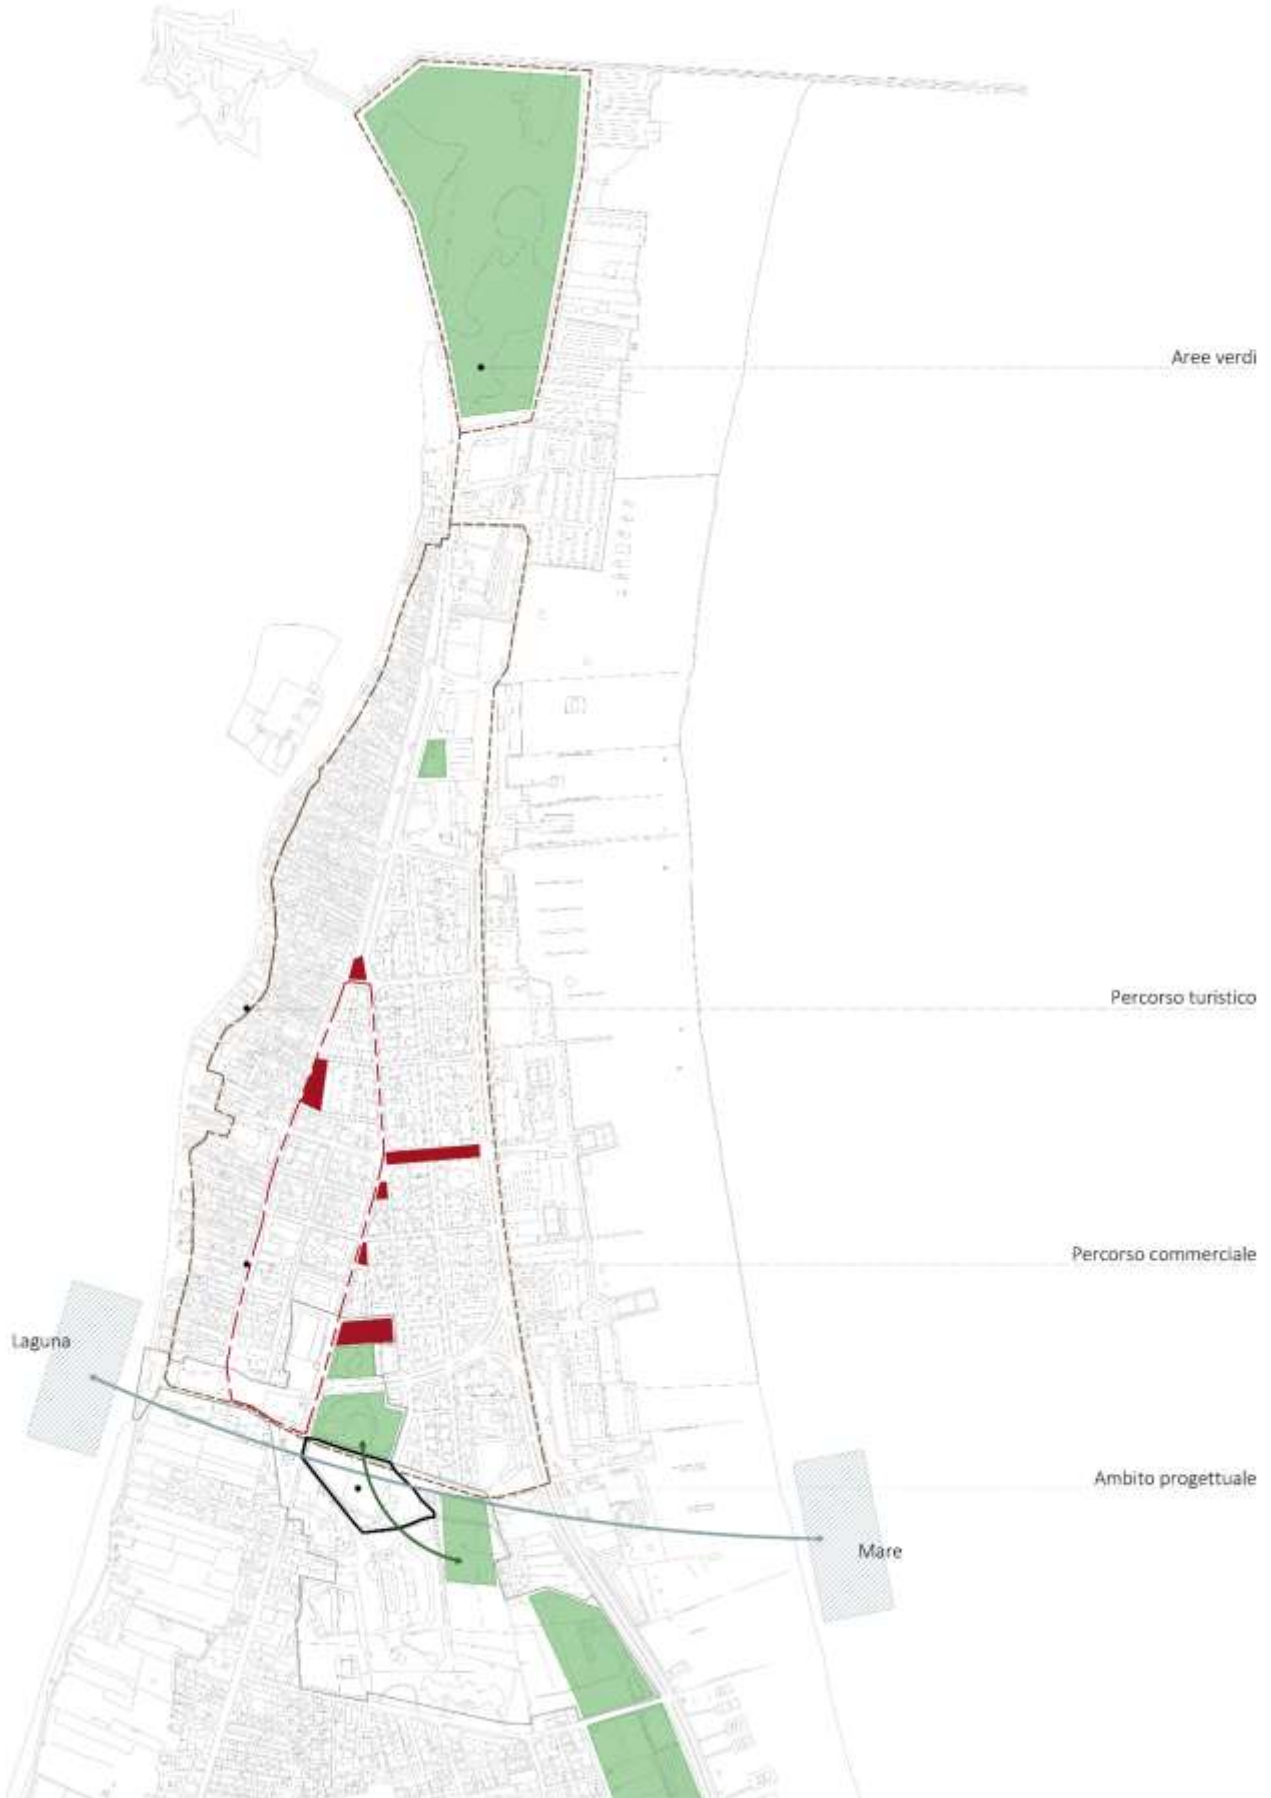 Aree verdi
Percorso turistico
Percorso commerciale
Laguna
Ambito progettuale
Mare